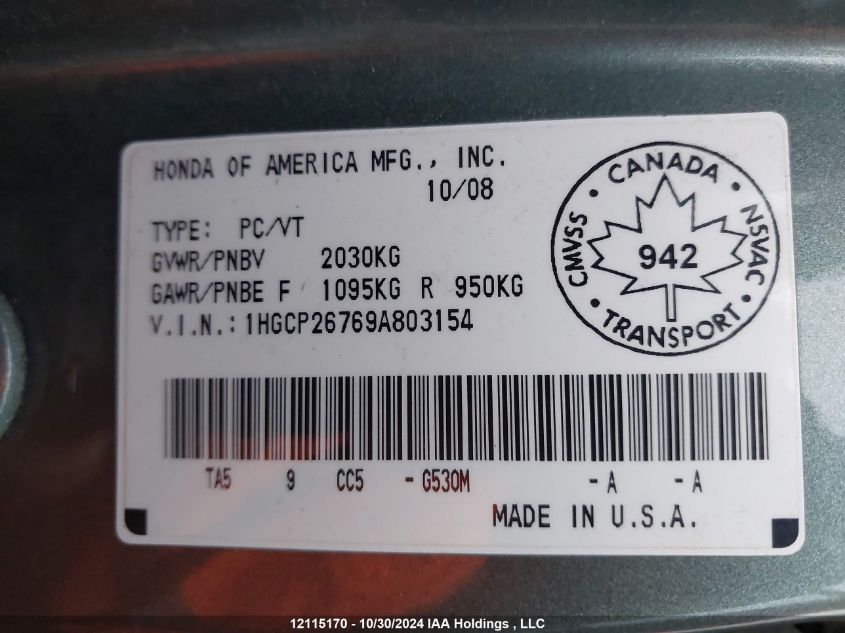 HONDA OF AMERICA MFG., INC.
10/08
TYPE: PC/VT
GVWR/PNBV 2030KG
GAWR/PNBE F 1095KG R 950KG
V.I.N.: 1HGCP26769A803154
CMVSS · CANADA · NSVAC · TRANSPORT ·
942
TA5 9 CC5 - G530M - A - A
MADE IN U.S.A.
12115170 - 10/30/2024 IAA Holdings , LLC